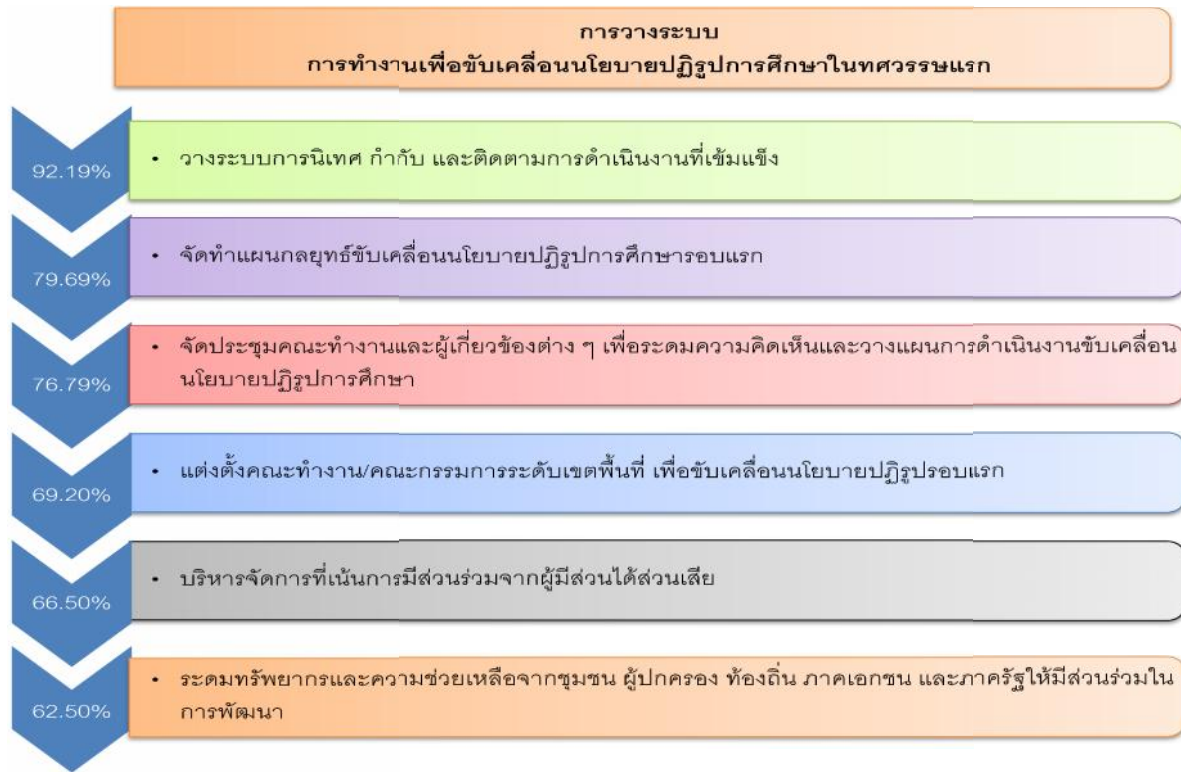 การวางระบบ
การทำงานเพื่อขับเคลื่อนนโยบายปฏิรูปการศึกษาในทศวรรษแรก
92.19%
• วางระบบการนิเทศ กำกับ และติดตามการดำเนินงานที่เข้มแข็ง
79.69%
• จัดทำแผนกลยุทธ์ขับเคลื่อนนโยบายปฏิรูปการศึกษารอบแรก
76.79%
• จัดประชุมคณะทำงานและผู้เกี่ยวข้องต่าง ๆ เพื่อระดมความคิดเห็นและวางแผนการดำเนินงานขับเคลื่อน
นโยบายปฏิรูปการศึกษา
69.20%
• แต่งตั้งคณะทำงาน/คณะกรรมการระดับเขตพื้นที่ เพื่อขับเคลื่อนนโยบายปฏิรูปรอบแรก
66.50%
• บริหารจัดการที่เน้นการมีส่วนร่วมจากผู้มีส่วนได้ส่วนเสีย
62.50%
• ระดมทรัพยากรและความช่วยเหลือจากชุมชน ผู้ปกครอง ท้องถิ่น ภาคเอกชน และภาครัฐให้มีส่วนร่วมใน
การพัฒนา